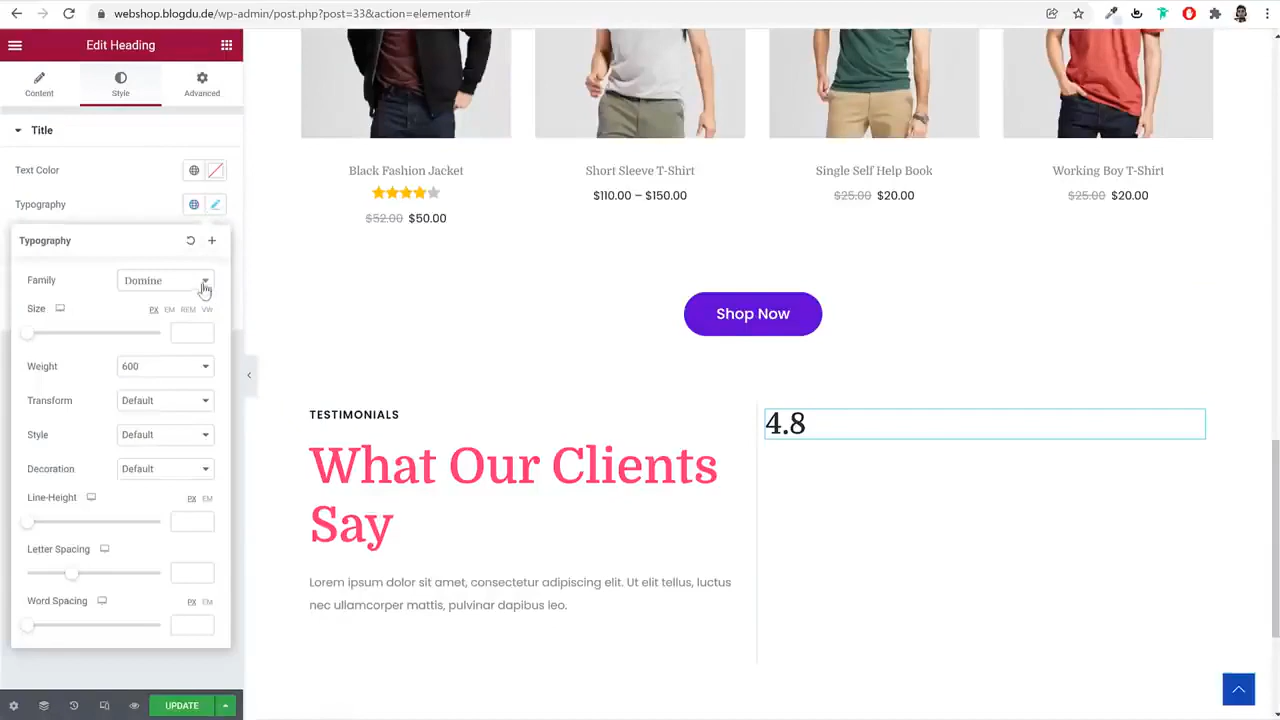 webshop.blogdu.de/wp-admin/post.php?post=33&action=elementor#
Edit Heading
Content
Style
Advanced
Title
Text Color
Typography
Typography
Family
Domine
Size
PX EM REM VW
Weight
600
Transform
Default
Style
Default
Decoration
Default
Line-Height
PX EM
Letter Spacing
Word Spacing
PX EM
UPDATE
Black Fashion Jacket
$52.00 $50.00
Short Sleeve T-Shirt
$110.00 – $150.00
Single Self Help Book
$25.00 $20.00
Working Boy T-Shirt
$25.00 $20.00
Shop Now
TESTIMONIALS
What Our Clients
Say
Lorem ipsum dolor sit amet, consectetur adipiscing elit. Ut elit tellus, luctus
nec ullamcorper mattis, pulvinar dapibus leo.
4.8